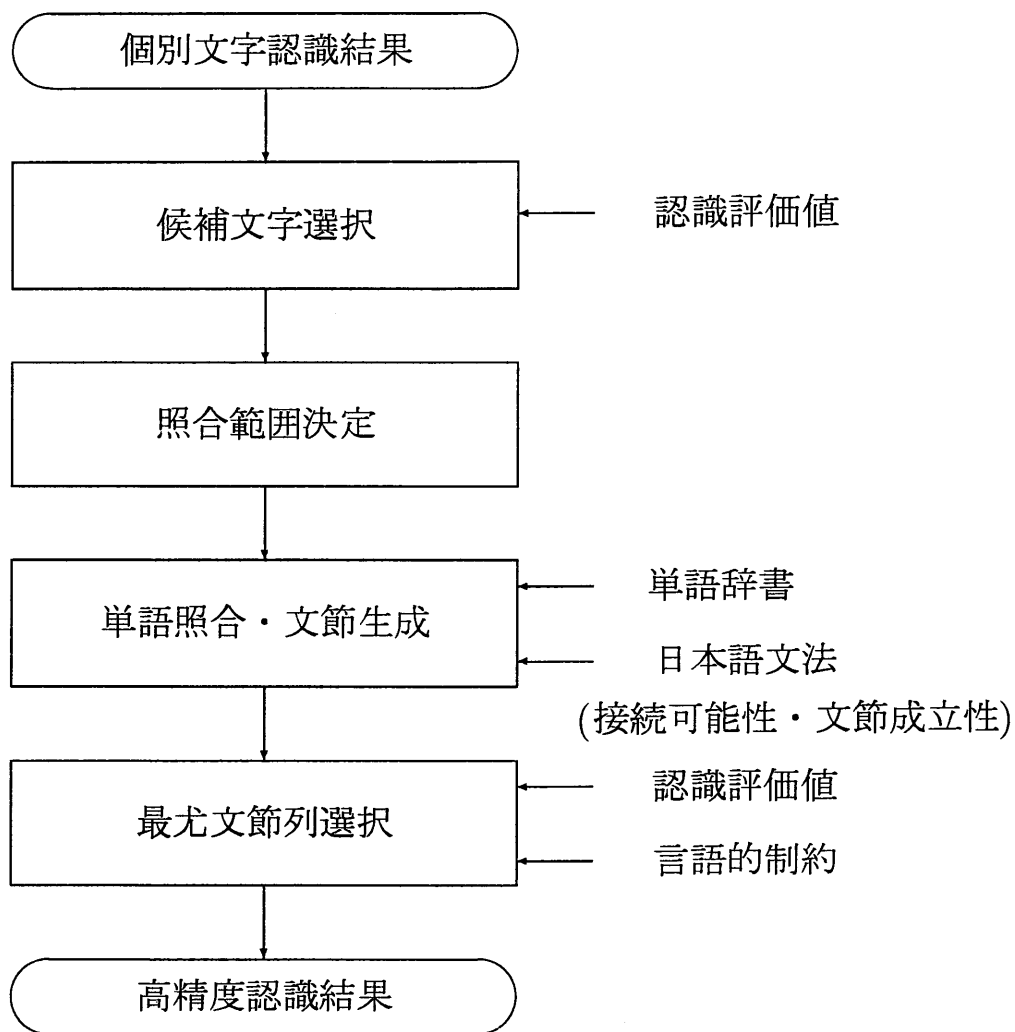 個別文字認識結果
候補文字選択
認識評価値
照合範囲決定
単語照合・文節生成
単語辞書
日本語文法
(接続可能性・文節成立性)
最尤文節列選択
認識評価値
言語的制約
高精度認識結果